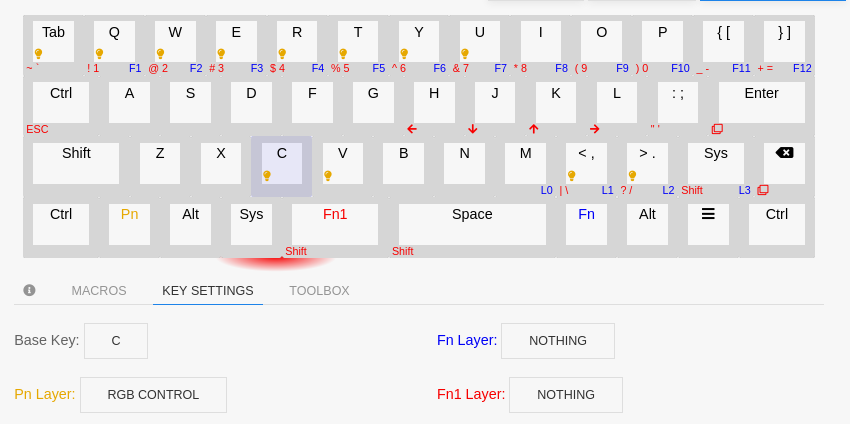 Tab Q W E R T Y U I O P { [ } ]
~ ` ! 1 F1 @ 2 F2 # 3 F3 $ 4 F4 % 5 F5 ^ 6 F6 & 7 F7 * 8 F8 ( 9 F9 ) 0 F10 _ - F11 + = F12
Ctrl A S D F G H J K L : ; Enter
ESC " '
Shift Z X C V B N M < , > . Sys
L0 | \ L1 ? / L2 Shift L3
Ctrl Pn Alt Sys Fn1 Space Fn Alt Ctrl
Shift Shift
MACROS KEY SETTINGS TOOLBOX
Base Key: C Fn Layer: NOTHING
Pn Layer: RGB CONTROL Fn1 Layer: NOTHING